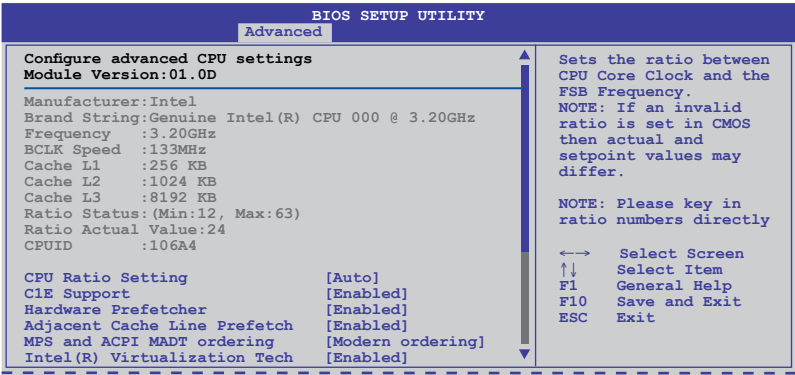 BIOS SETUP UTILITY
Advanced
Configure advanced CPU settings
Module Version:01.0D
Manufacturer:Intel
Brand String:Genuine Intel(R) CPU 000 @ 3.20GHz
Frequency :3.20GHz
BCLK Speed :133MHz
Cache L1 :256 KB
Cache L2 :1024 KB
Cache L3 :8192 KB
Ratio Status:(Min:12, Max:63)
Ratio Actual Value:24
CPUID :106A4
CPU Ratio Setting [Auto]
C1E Support [Enabled]
Hardware Prefetcher [Enabled]
Adjacent Cache Line Prefetch [Enabled]
MPS and ACPI MADT ordering [Modern ordering]
Intel(R) Virtualization Tech [Enabled]
Sets the ratio between
CPU Core Clock and the
FSB Frequency.
NOTE: If an invalid
ratio is set in CMOS
then actual and
setpoint values may
differ.
NOTE: Please key in
ratio numbers directly
←→ Select Screen
↑↓ Select Item
F1 General Help
F10 Save and Exit
ESC Exit